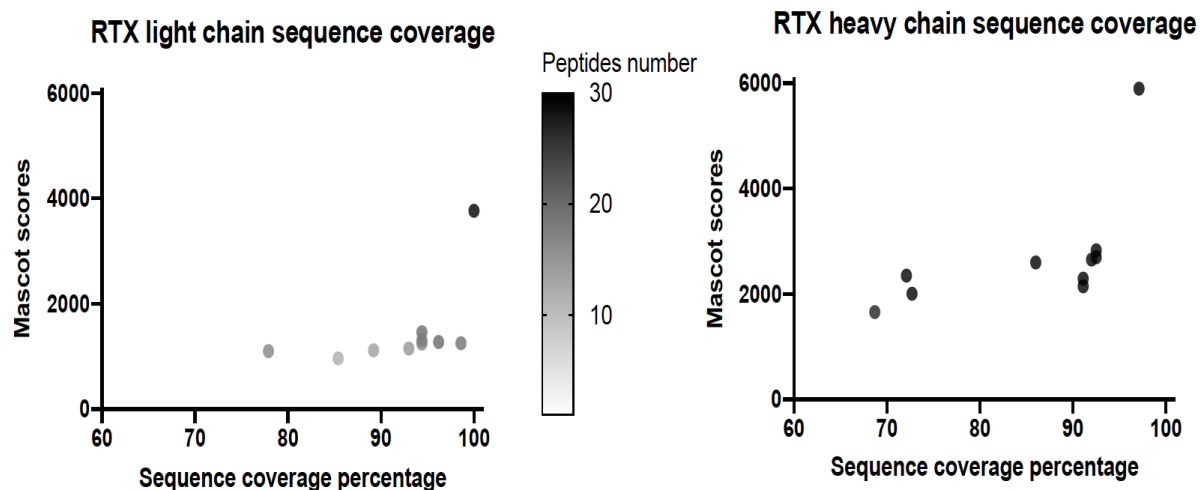 RTX light chain sequence coverage
Mascot scores
6000
4000
2000
0
60 70 80 90 100
Sequence coverage percentage
Peptides number
30
20
10
RTX heavy chain sequence coverage
Mascot scores
6000
4000
2000
0
60 70 80 90 100
Sequence coverage percentage